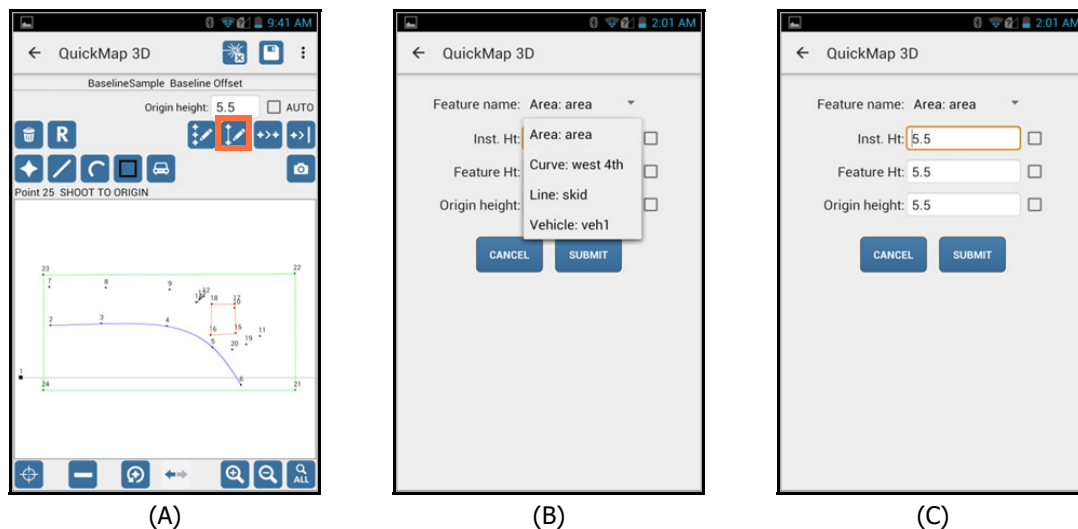 9:41 AM
QuickMap 3D
BaselineSample Baseline Offset
Origin height: 5.5 AUTO
R
Point 25 SHOOT TO ORIGIN
23
22
7
8
9
12
18
17
10
2
3
4
16
15
11
5
20
19
1
6
24
21
ALL
(A)
2:01 AM
QuickMap 3D
Feature name: Area: area
Inst. Ht:
Area: area
Curve: west 4th
Feature Ht:
Line: skid
Origin height:
Vehicle: veh1
CANCEL SUBMIT
(B)
2:01 AM
QuickMap 3D
Feature name: Area: area
Inst. Ht: 5.5
Feature Ht: 5.5
Origin height: 5.5
CANCEL SUBMIT
(C)